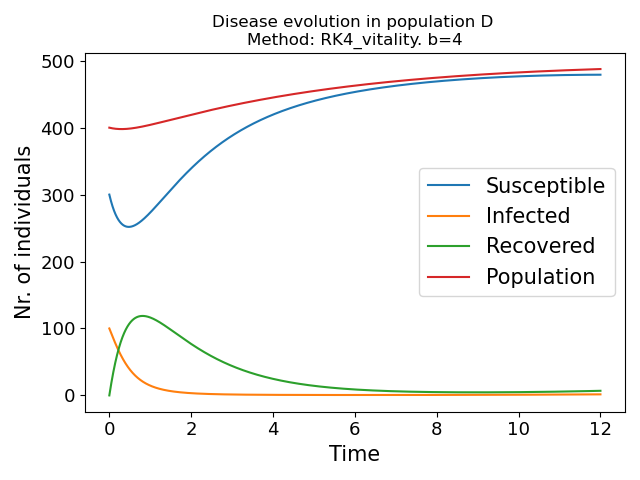 Disease evolution in population D
Method: RK4_vitality. b=4
Nr. of individuals
500
400
300
200
100
0
Susceptible
Infected
Recovered
Population
0 2 4 6 8 10 12
Time